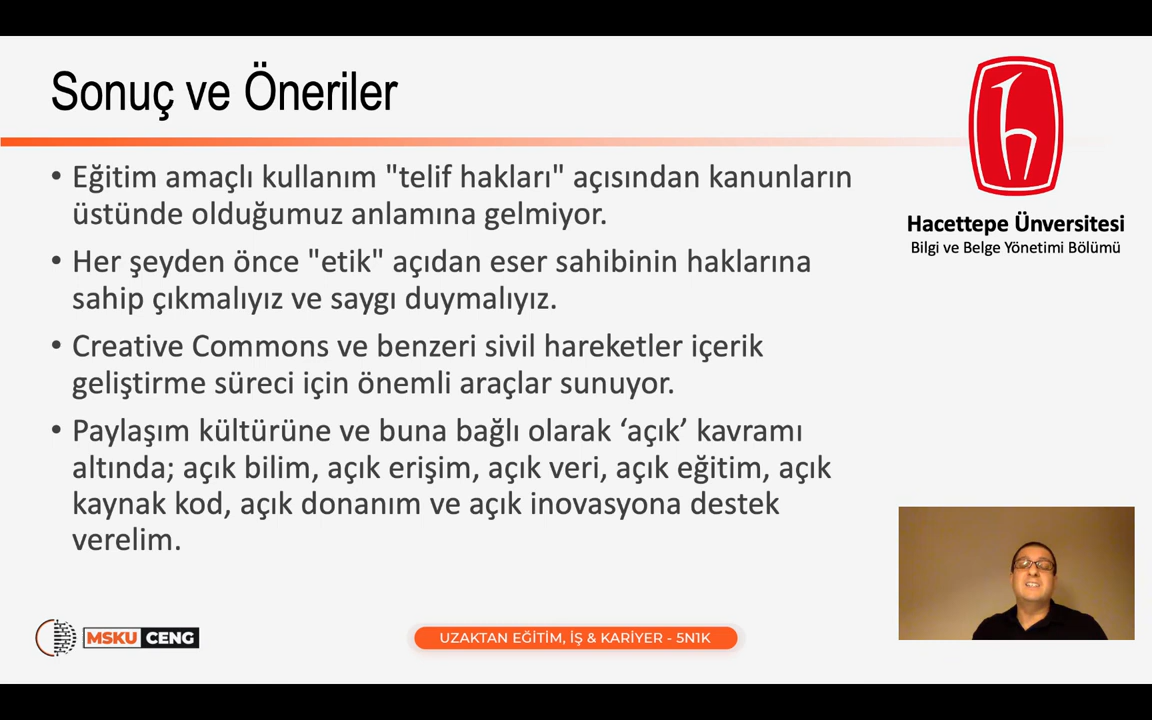 Sonuç ve Öneriler
• Eğitim amaçlı kullanım "telif hakları" açısından kanunların
üstünde olduğumuz anlamına gelmiyor.
• Her şeyden önce "etik" açıdan eser sahibinin haklarına
sahip çıkmalıyız ve saygı duymalıyız.
• Creative Commons ve benzeri sivil hareketler içerik
geliştirme süreci için önemli araçlar sunuyor.
• Paylaşım kültürüne ve buna bağlı olarak ‘açık’ kavramı
altında; açık bilim, açık erişim, açık veri, açık eğitim, açık
kaynak kod, açık donanım ve açık inovasyona destek
verelim.
Hacettepe Ünversitesi
Bilgi ve Belge Yönetimi Bölümü
MSKU CENG
UZAKTAN EĞİTİM, İŞ & KARİYER - 5N1K